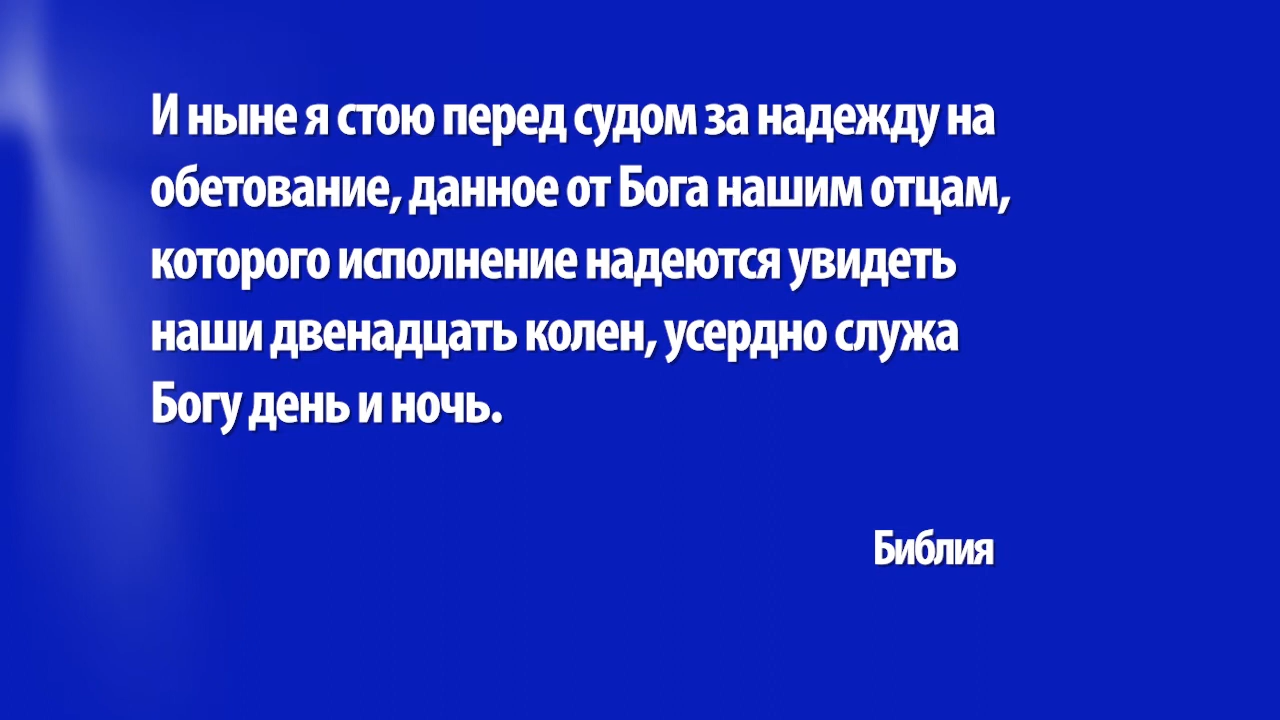 И ныне я стою перед судом за надежду на
обетование, данное от Бога нашим отцам,
которого исполнение надеются увидеть
наши двенадцать колен, усердно служа
Богу день и ночь.
Библия